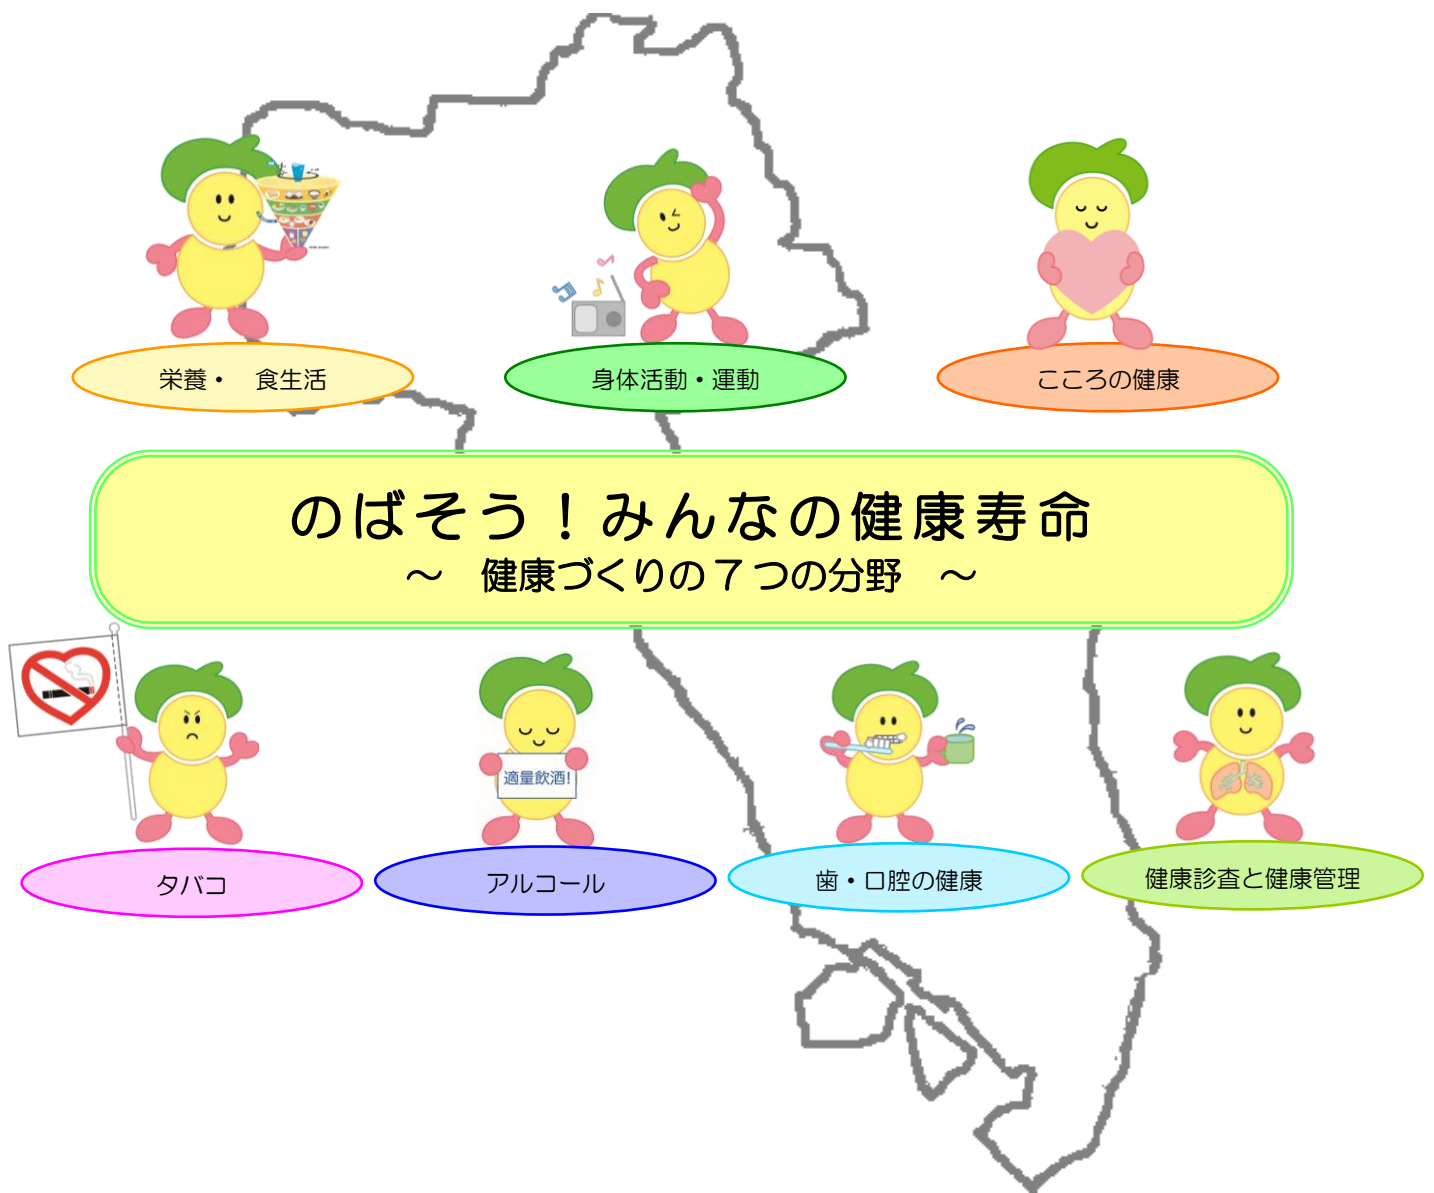 栄養・　食生活
身体活動・運動
こころの健康
のばそう！みんなの健康寿命
～　健康づくりの７つの分野　～
適量飲酒!
タバコ
アルコール
歯・口腔の健康
健康診査と健康管理